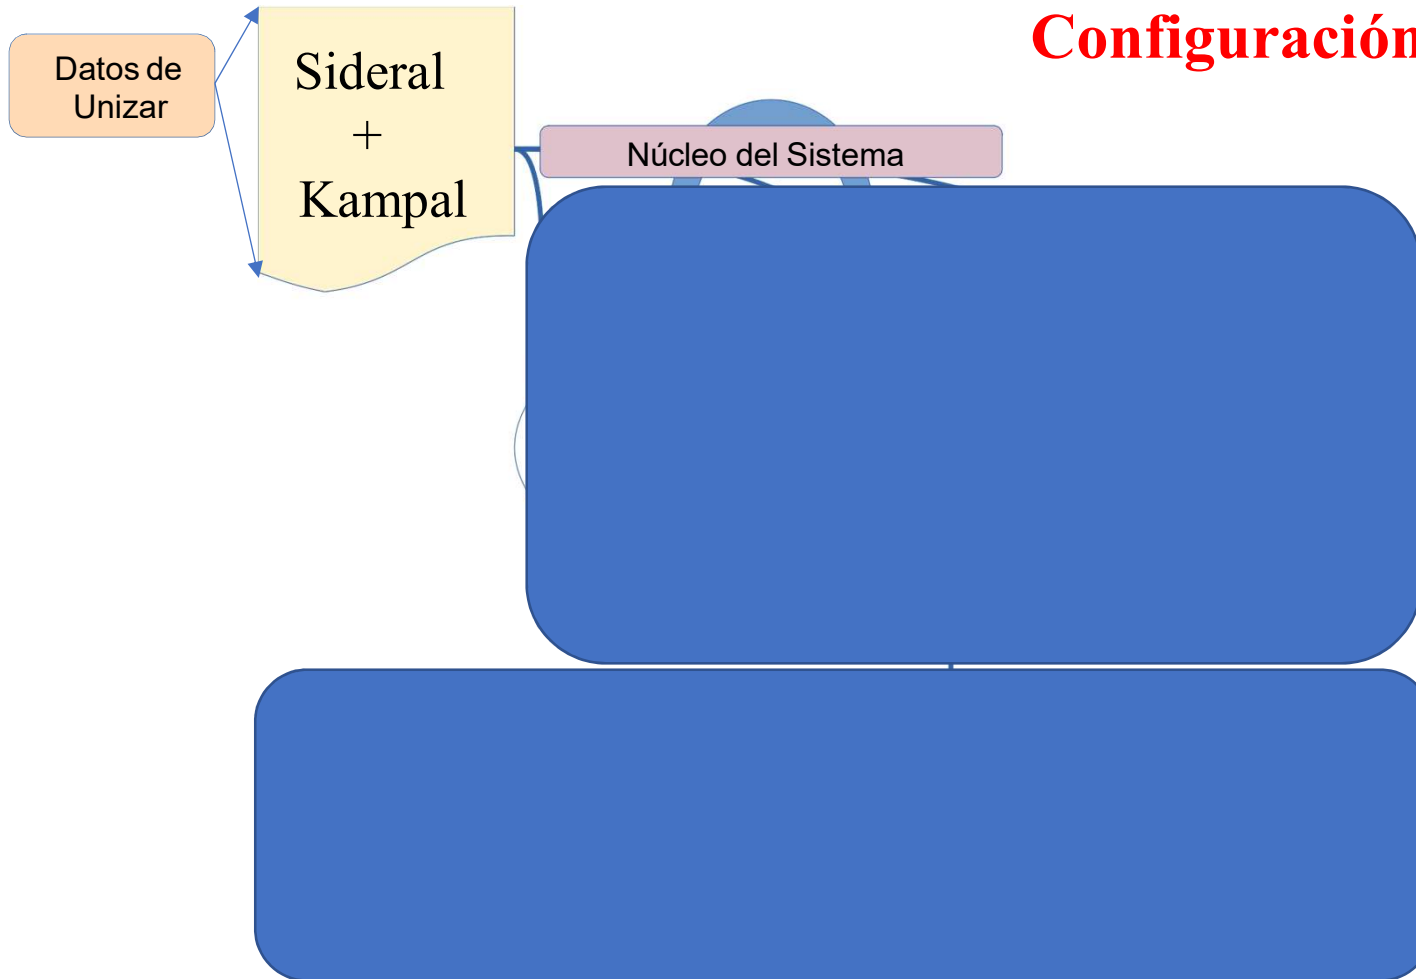 Configuración
Datos de
Unizar
Sideral
+
Kampal
Núcleo del Sistema